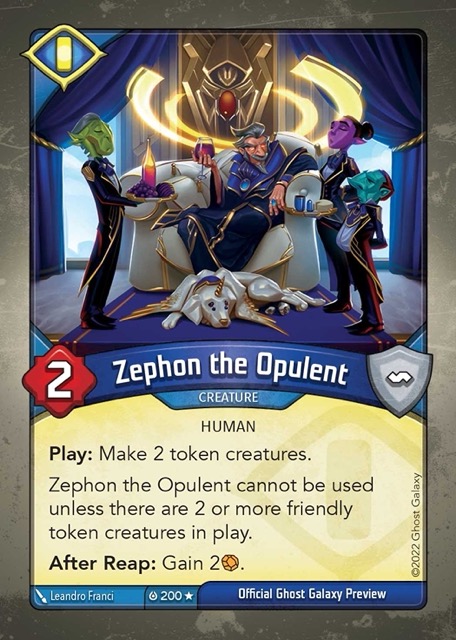 2
Zephon the Opulent
CREATURE
HUMAN
Play: Make 2 token creatures.
Zephon the Opulent cannot be used
unless there are 2 or more friendly
token creatures in play.
After Reap: Gain 2.
©2022 Ghost Galaxy
Leandro Franci
200 ★
Official Ghost Galaxy Preview